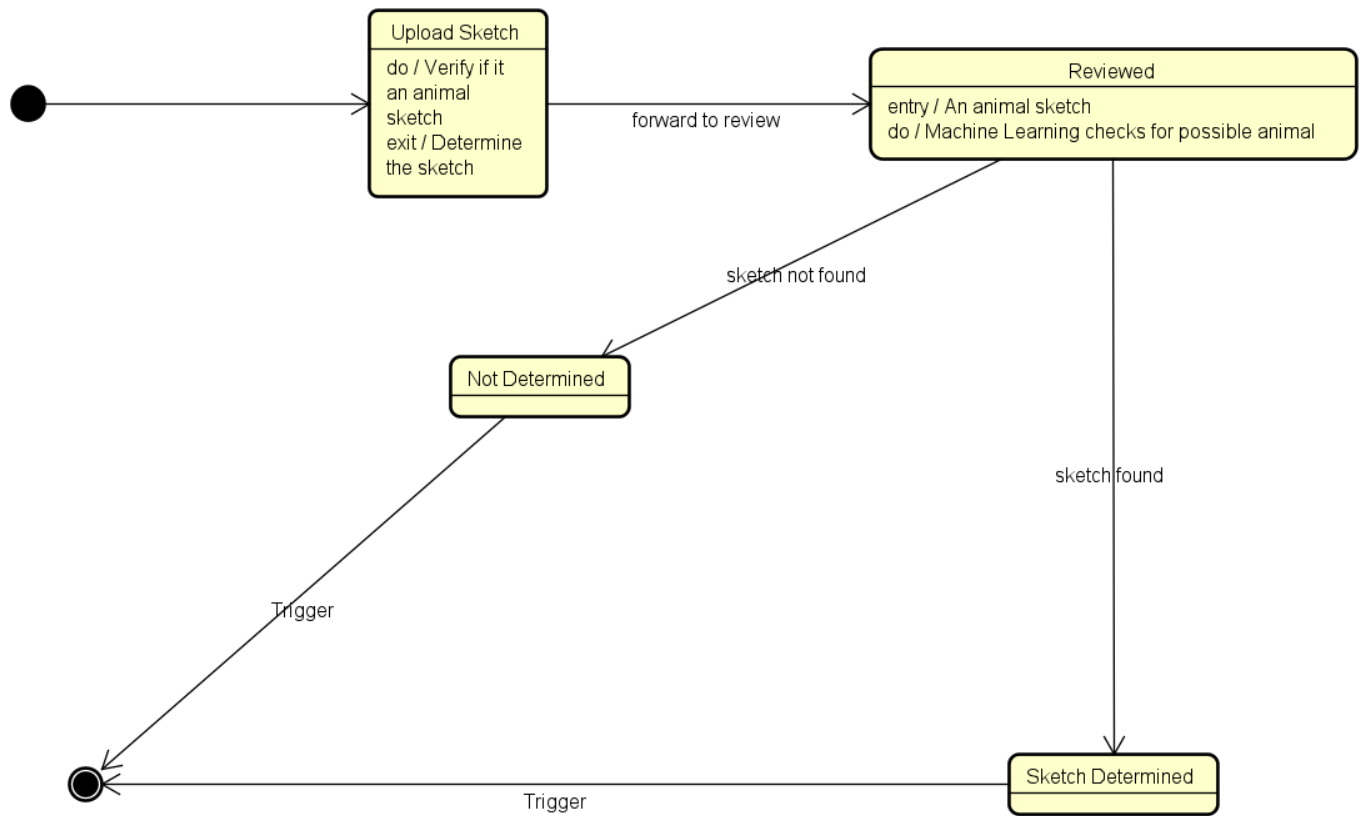 Upload Sketch
do / Verify if it
an animal
sketch
exit / Determine
the sketch
forward to review
Reviewed
entry / An animal sketch
do / Machine Learning checks for possible animal
sketch not found
Not Determined
sketch found
Trigger
Sketch Determined
Trigger